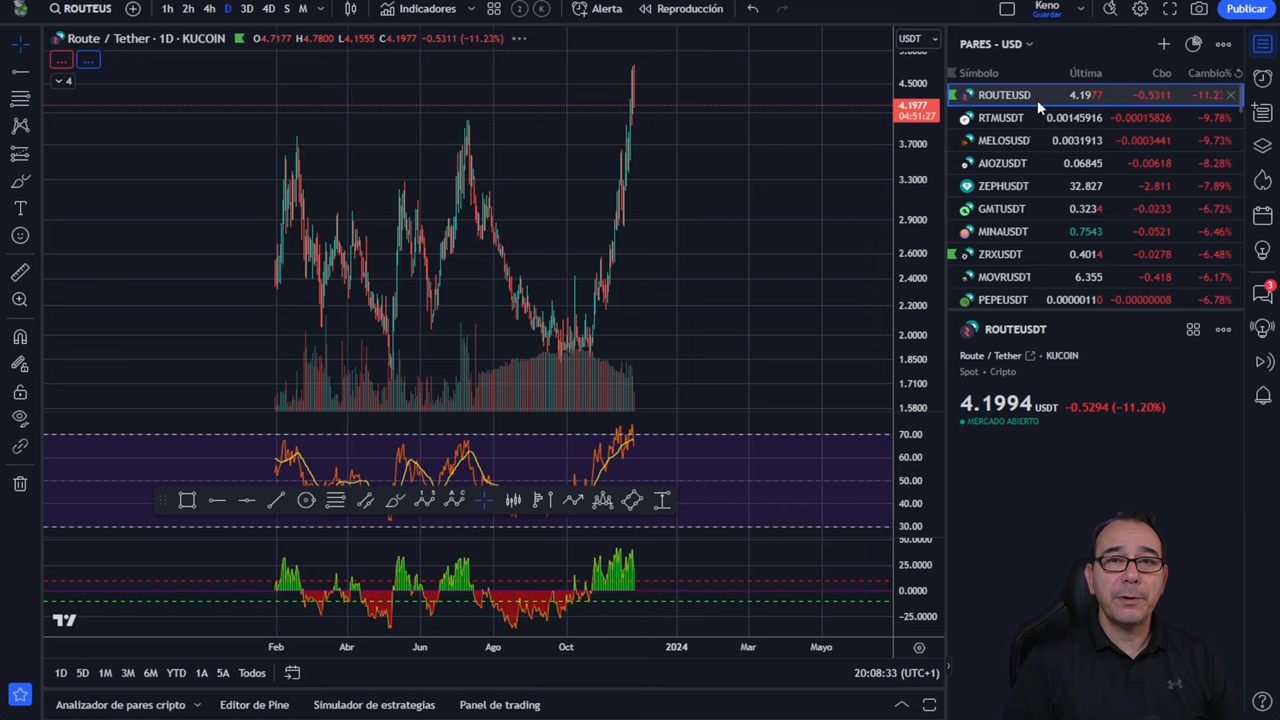 ROUTEUS
1h 2h 4h D 3D 4D S M
Indicadores
2 K
Alerta
Reproducción
Keno
Guardar
Publicar
Route / Tether · 1D · KUCOIN
O4.7177 H4.7800 L4.1555 C4.1977 −0.5311 (−11.23%)
USDT
... ...
4
4.5000
4.1977
04:51:27
3.7000
3.3000
2.9000
2.6000
2.4000
2.2000
2.0000
1.8500
1.7100
1.5800
70.00
60.00
50.00
40.00
30.00
50.0000
25.0000
0.0000
−25.0000
Feb Abr Jun Ago Oct 2024 Mar Mayo
1D 5D 1M 3M 6M YTD 1A 5A Todos
20:08:33 (UTC+1)
Analizador de pares cripto Editor de Pine Simulador de estrategias Panel de trading
PARES - USD
Símbolo Última Cbo Cambio%
ROUTEUSD 4.1977 −0.5311 −11.23
RTMUSDT 0.00145916 −0.00015826 −9.78%
MELOSUSD 0.0031913 −0.0003441 −9.73%
AIOZUSDT 0.06845 −0.00618 −8.28%
ZEPHUSDT 32.827 −2.811 −7.89%
GMTUSDT 0.3234 −0.0233 −6.72%
MINAUSDT 0.7543 −0.0521 −6.46%
ZRXUSDT 0.4014 −0.0278 −6.48%
MOVRUSDT 6.355 −0.418 −6.17%
PEPEUSDT 0.00000110 −0.00000008 −6.78%
ROUTEUSDT
Route / Tether · KUCOIN
Spot · Cripto
4.1994 USDT −0.5294 (−11.20%)
MERCADO ABIERTO
3